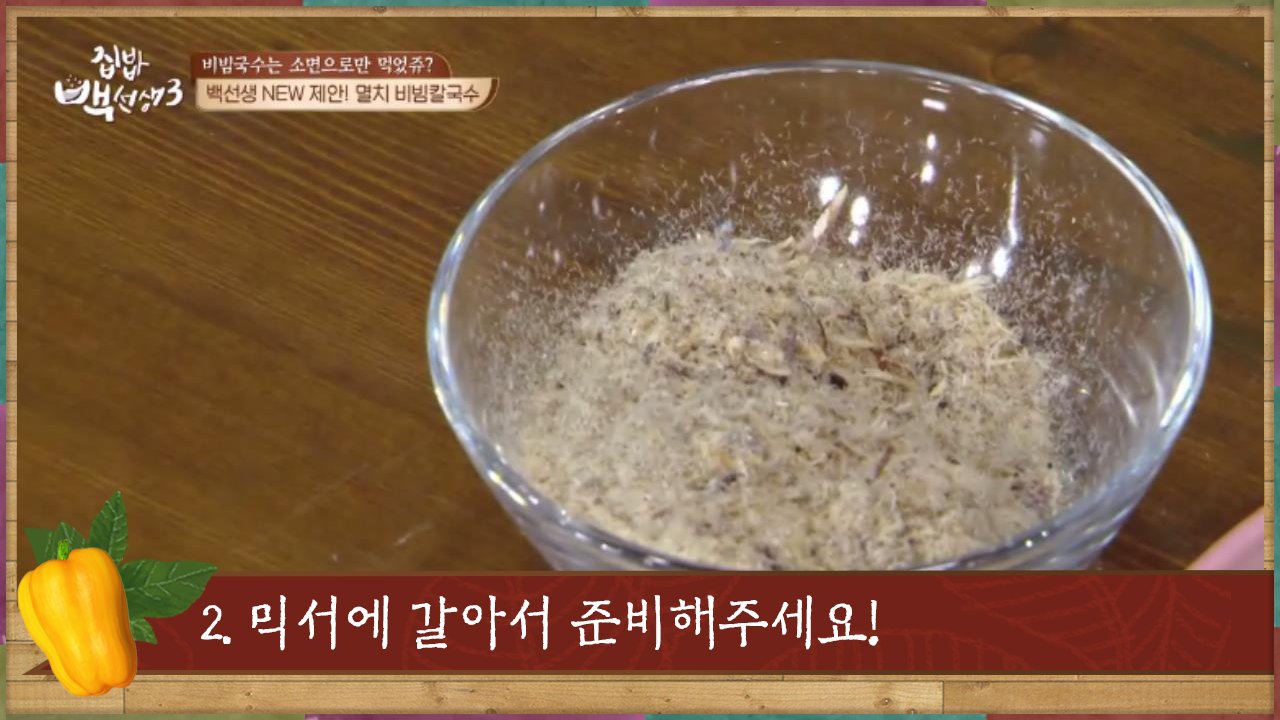 집밥
백선생3
비빔국수는 소면으로만 먹었쥬?
백선생 NEW 제안! 멸치 비빔칼국수
2. 믹서에 갈아서 준비해주세요!